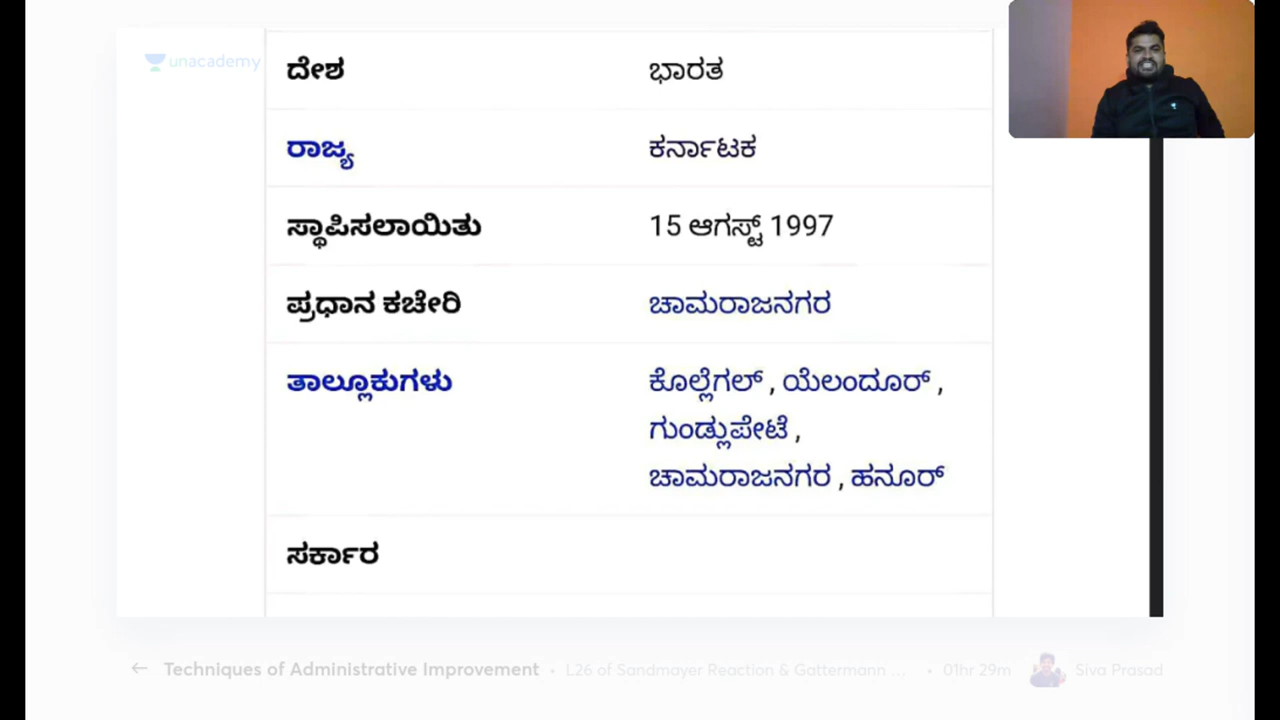 unacademy
ದೇಶ ಭಾರತ
ರಾಜ್ಯ ಕರ್ನಾಟಕ
ಸ್ಥಾಪಿಸಲಾಯಿತು 15 ಆಗಸ್ಟ್ 1997
ಪ್ರಧಾನ ಕಚೇರಿ ಚಾಮರಾಜನಗರ
ತಾಲ್ಲೂಕುಗಳು ಕೊಲ್ಲೆಗಲ್ , ಯೆಲಂದೂರ್ ,
ಗುಂಡ್ಲುಪೇಟೆ ,
ಚಾಮರಾಜನಗರ , ಹನೂರ್
ಸರ್ಕಾರ
← Techniques of Administrative Improvement • L26 of Sandmayer Reaction & Gattermann ... • 01hr 29m Siva Prasad